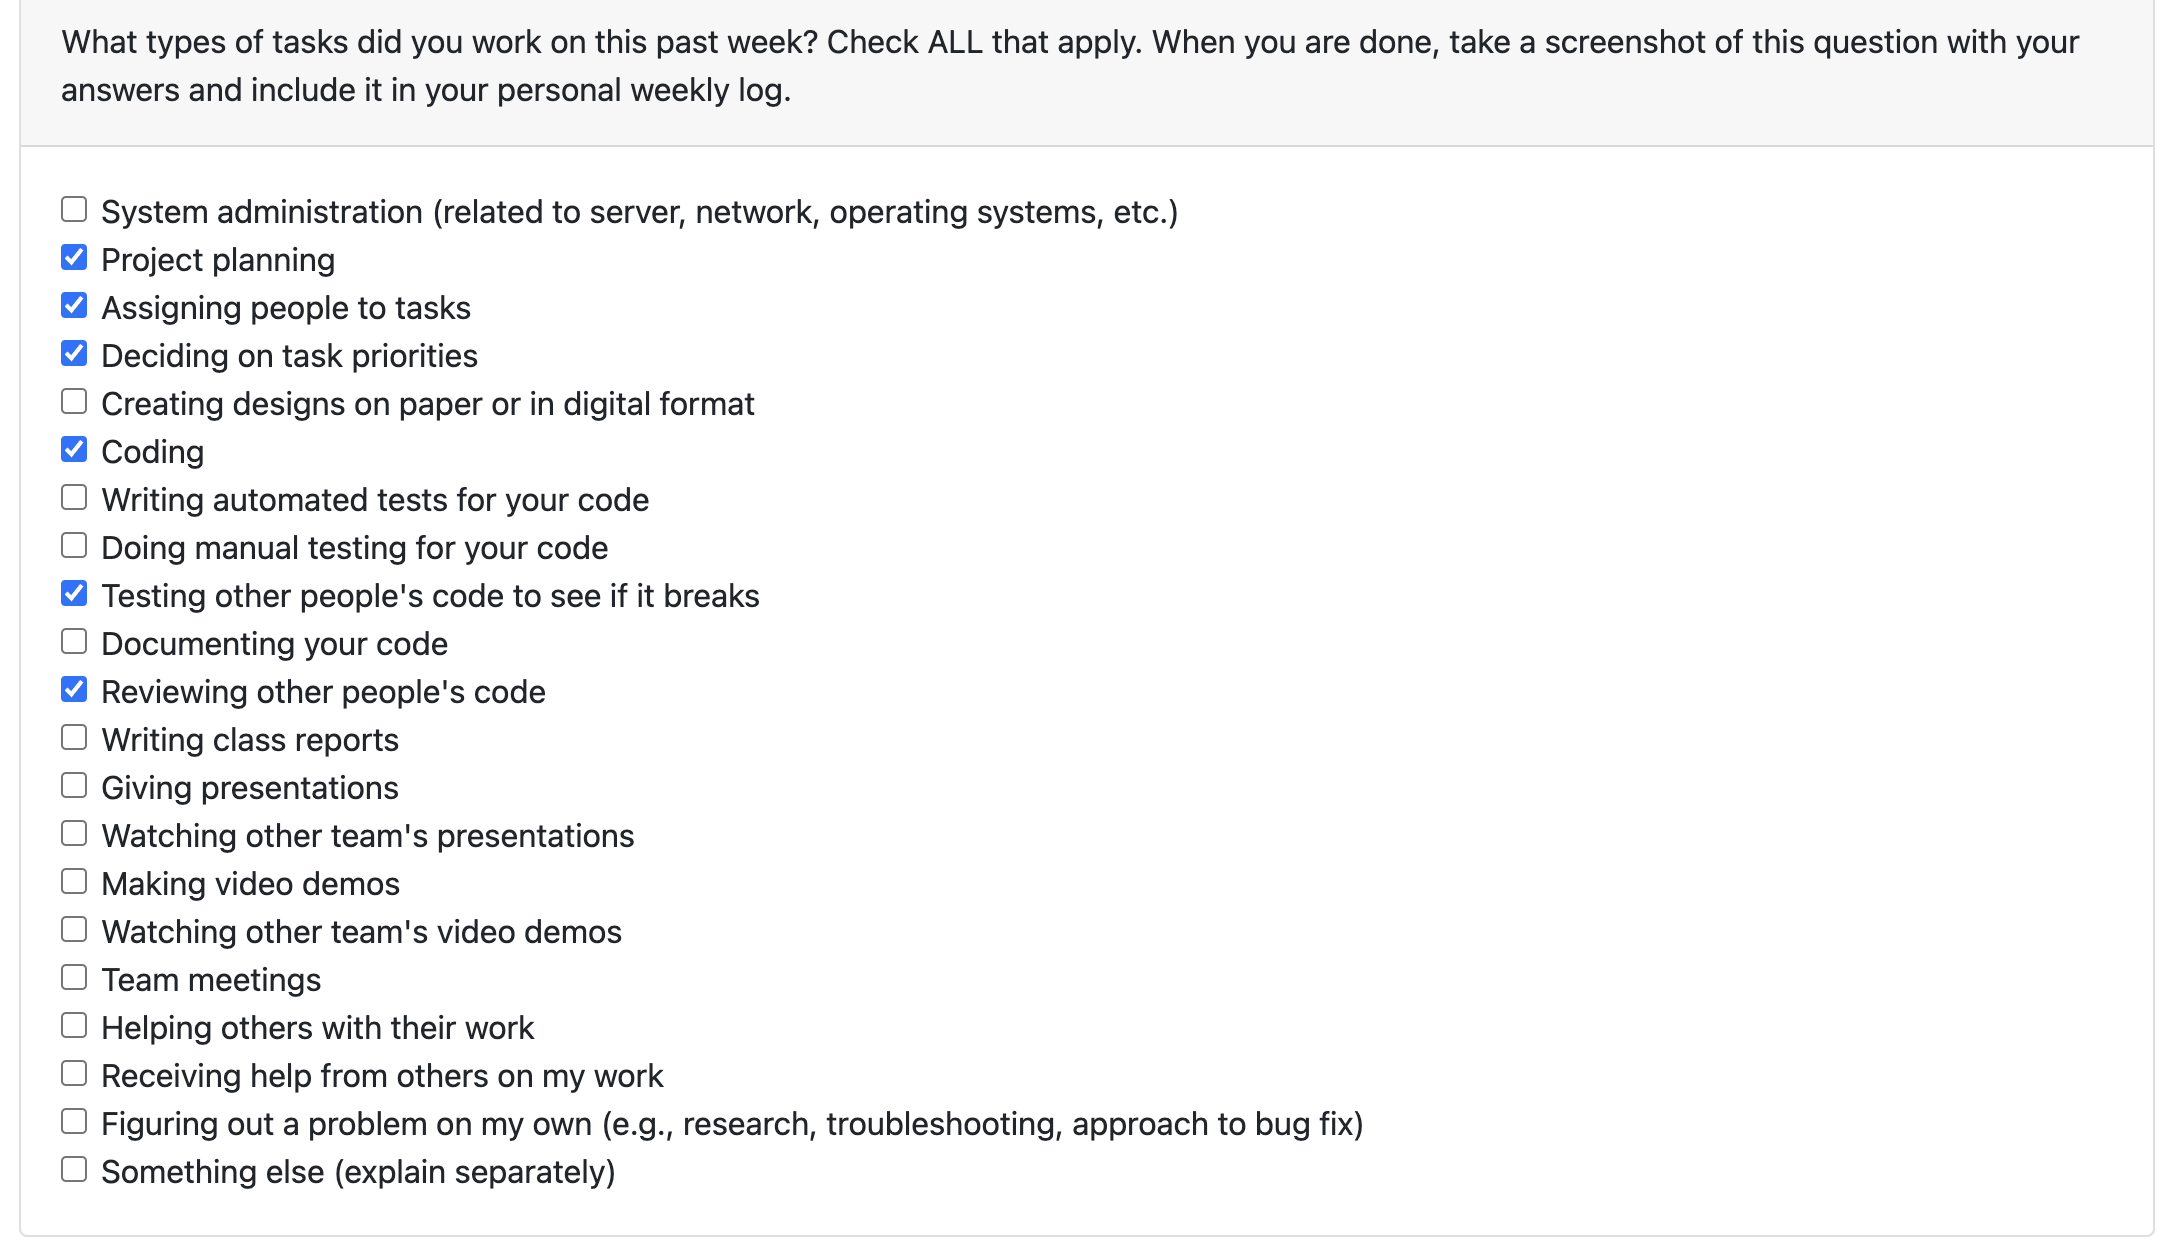 What types of tasks did you work on this past week? Check ALL that apply. When you are done, take a screenshot of this question with your
answers and include it in your personal weekly log.
System administration (related to server, network, operating systems, etc.)
Project planning
Assigning people to tasks
Deciding on task priorities
Creating designs on paper or in digital format
Coding
Writing automated tests for your code
Doing manual testing for your code
Testing other people's code to see if it breaks
Documenting your code
Reviewing other people's code
Writing class reports
Giving presentations
Watching other team's presentations
Making video demos
Watching other team's video demos
Team meetings
Helping others with their work
Receiving help from others on my work
Figuring out a problem on my own (e.g., research, troubleshooting, approach to bug fix)
Something else (explain separately)